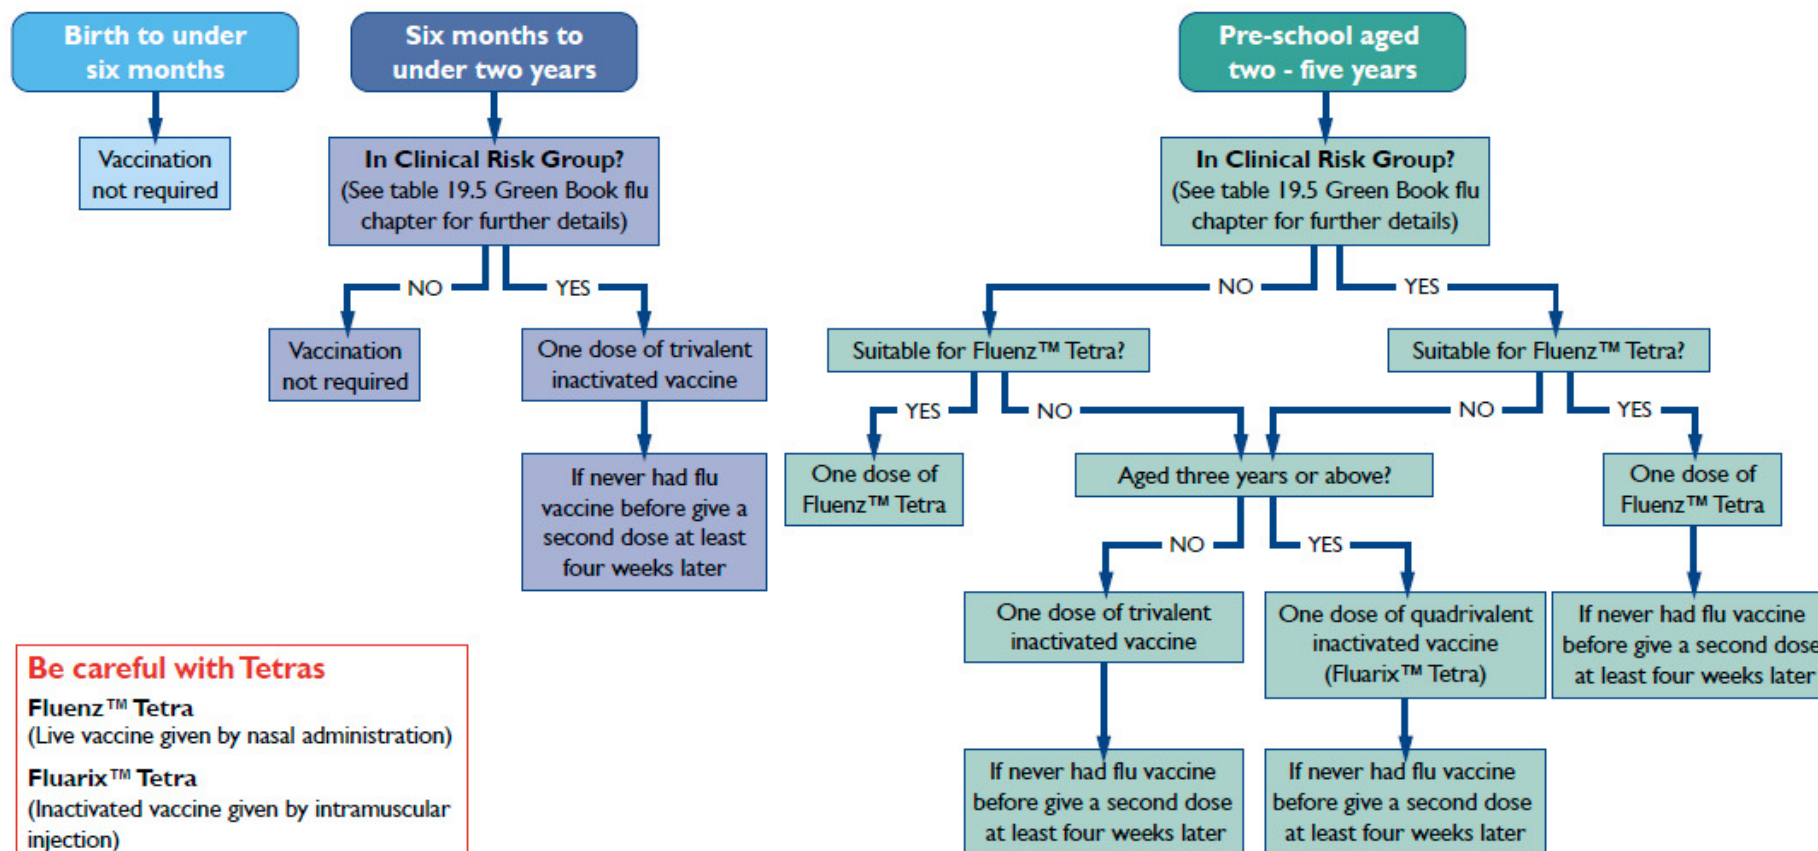 Birth to under
six months
Vaccination
not required
Six months to
under two years
In Clinical Risk Group?
(See table 19.5 Green Book flu
chapter for further details)
NO
YES
Vaccination
not required
One dose of trivalent
inactivated vaccine
If never had flu
vaccine before give a
second dose at least
four weeks later
Pre-school aged
two - five years
In Clinical Risk Group?
(See table 19.5 Green Book flu
chapter for further details)
NO
YES
Suitable for Fluenz™ Tetra?
Suitable for Fluenz™ Tetra?
YES
NO
NO
YES
One dose of
Fluenz™ Tetra
Aged three years or above?
One dose of
Fluenz™ Tetra
NO
YES
One dose of trivalent
inactivated vaccine
One dose of quadrivalent
inactivated vaccine
(Fluarix™ Tetra)
If never had flu vaccine
before give a second dose
at least four weeks later
If never had flu vaccine
before give a second dose
at least four weeks later
If never had flu vaccine
before give a second dose
at least four weeks later
Be careful with Tetras
Fluenz™ Tetra
(Live vaccine given by nasal administration)
Fluarix™ Tetra
(Inactivated vaccine given by intramuscular
injection)